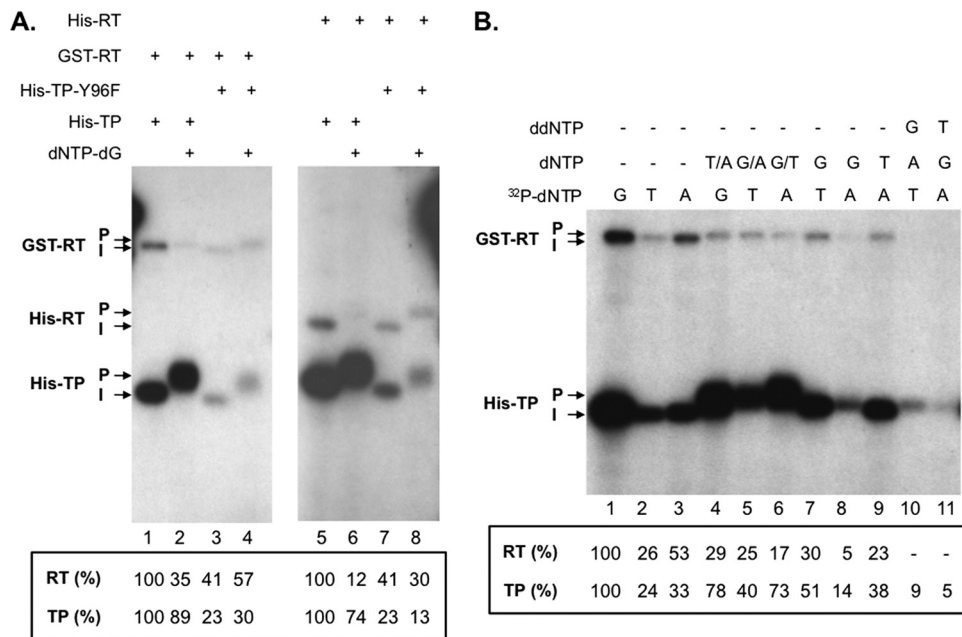 A.
His-RT + + + +
GST-RT + + + +
His-TP-Y96F + + + +
His-TP + + + +
dNTP-dG + + + +
GST-RT P I
His-RT P I
His-TP P I
1 2 3 4 5 6 7 8
RT (%) 100 35 41 57 100 12 41 30
TP (%) 100 89 23 30 100 74 23 13
B.
ddNTP - - - - - - - - - G T
dNTP - - - T/A G/A G/T G G T A G
32P-dNTP G T A G T A T A A T A
GST-RT P I
His-TP P I
1 2 3 4 5 6 7 8 9 10 11
RT (%) 100 26 53 29 25 17 30 5 23 - -
TP (%) 100 24 33 78 40 73 51 14 38 9 5